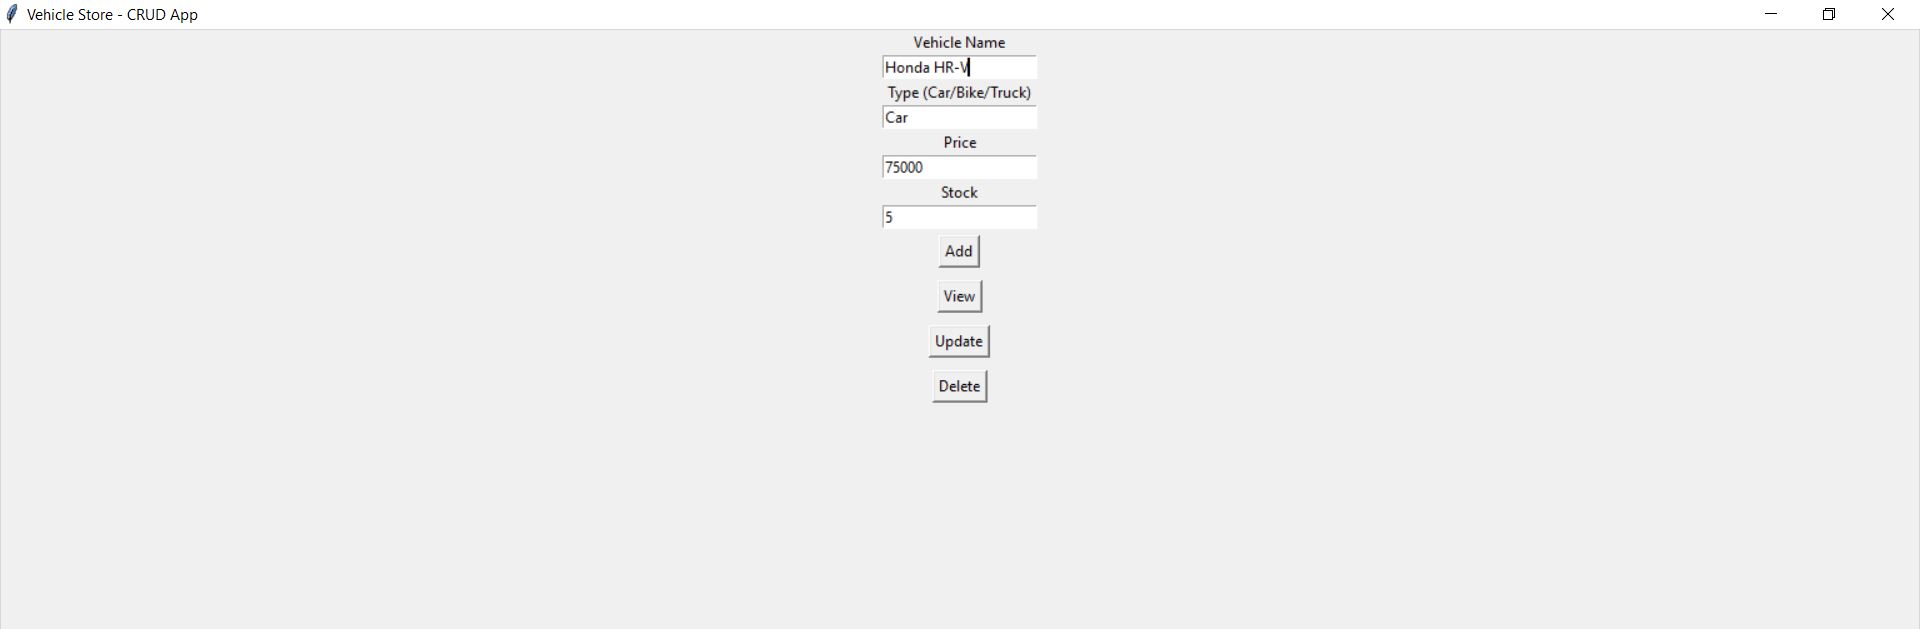 Vehicle Store - CRUD App
Vehicle Name
Honda HR-V
Type (Car/Bike/Truck)
Car
Price
75000
Stock
5
Add
View
Update
Delete